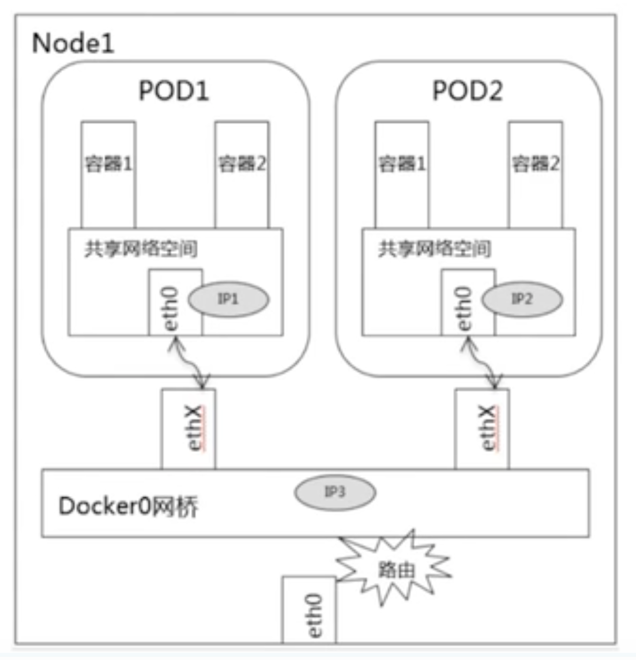 Node1
POD1
POD2
容器1
容器2
容器1
容器2
共享网络空间
共享网络空间
eth0
IP1
eth0
IP2
ethX
ethX
IP3
Docker0网桥
路由
eth0